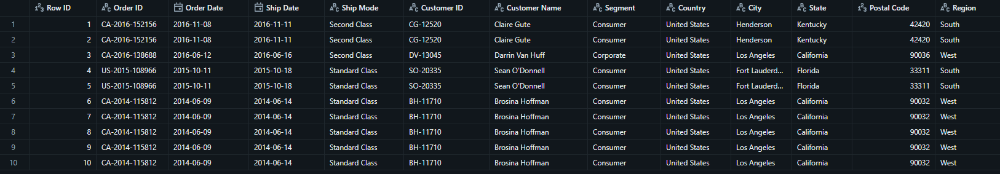 Row ID Order ID Order Date Ship Date Ship Mode Customer ID Customer Name Segment Country City State Postal Code Region
1 1 CA-2016-152156 2016-11-08 2016-11-11 Second Class CG-12520 Claire Gute Consumer United States Henderson Kentucky 42420 South
2 2 CA-2016-152156 2016-11-08 2016-11-11 Second Class CG-12520 Claire Gute Consumer United States Henderson Kentucky 42420 South
3 3 CA-2016-138688 2016-06-12 2016-06-16 Second Class DV-13045 Darrin Van Huff Corporate United States Los Angeles California 90036 West
4 4 US-2015-108966 2015-10-11 2015-10-18 Standard Class SO-20335 Sean O'Donnell Consumer United States Fort Lauderd... Florida 33311 South
5 5 US-2015-108966 2015-10-11 2015-10-18 Standard Class SO-20335 Sean O'Donnell Consumer United States Fort Lauderd... Florida 33311 South
6 6 CA-2014-115812 2014-06-09 2014-06-14 Standard Class BH-11710 Brosina Hoffman Consumer United States Los Angeles California 90032 West
7 7 CA-2014-115812 2014-06-09 2014-06-14 Standard Class BH-11710 Brosina Hoffman Consumer United States Los Angeles California 90032 West
8 8 CA-2014-115812 2014-06-09 2014-06-14 Standard Class BH-11710 Brosina Hoffman Consumer United States Los Angeles California 90032 West
9 9 CA-2014-115812 2014-06-09 2014-06-14 Standard Class BH-11710 Brosina Hoffman Consumer United States Los Angeles California 90032 West
10 10 CA-2014-115812 2014-06-09 2014-06-14 Standard Class BH-11710 Brosina Hoffman Consumer United States Los Angeles California 90032 West